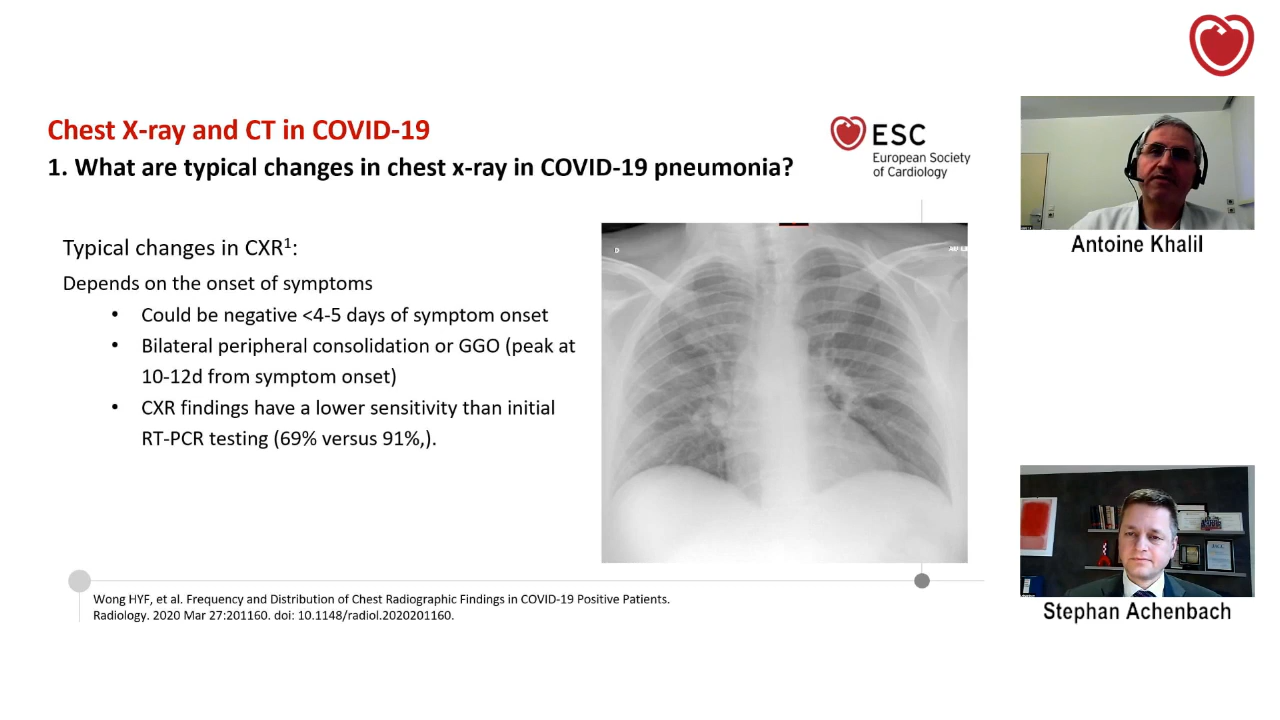 Chest X-ray and CT in COVID-19
1. What are typical changes in chest x-ray in COVID-19 pneumonia?
ESC
European Society
of Cardiology
Typical changes in CXR1:
Depends on the onset of symptoms
• Could be negative <4-5 days of symptom onset
• Bilateral peripheral consolidation or GGO (peak at
10-12d from symptom onset)
• CXR findings have a lower sensitivity than initial
RT-PCR testing (69% versus 91%,).
D
Wong HYF, et al. Frequency and Distribution of Chest Radiographic Findings in COVID-19 Positive Patients.
Radiology. 2020 Mar 27:201160. doi: 10.1148/radiol.2020201160.
Antoine Khalil
Stephan Achenbach